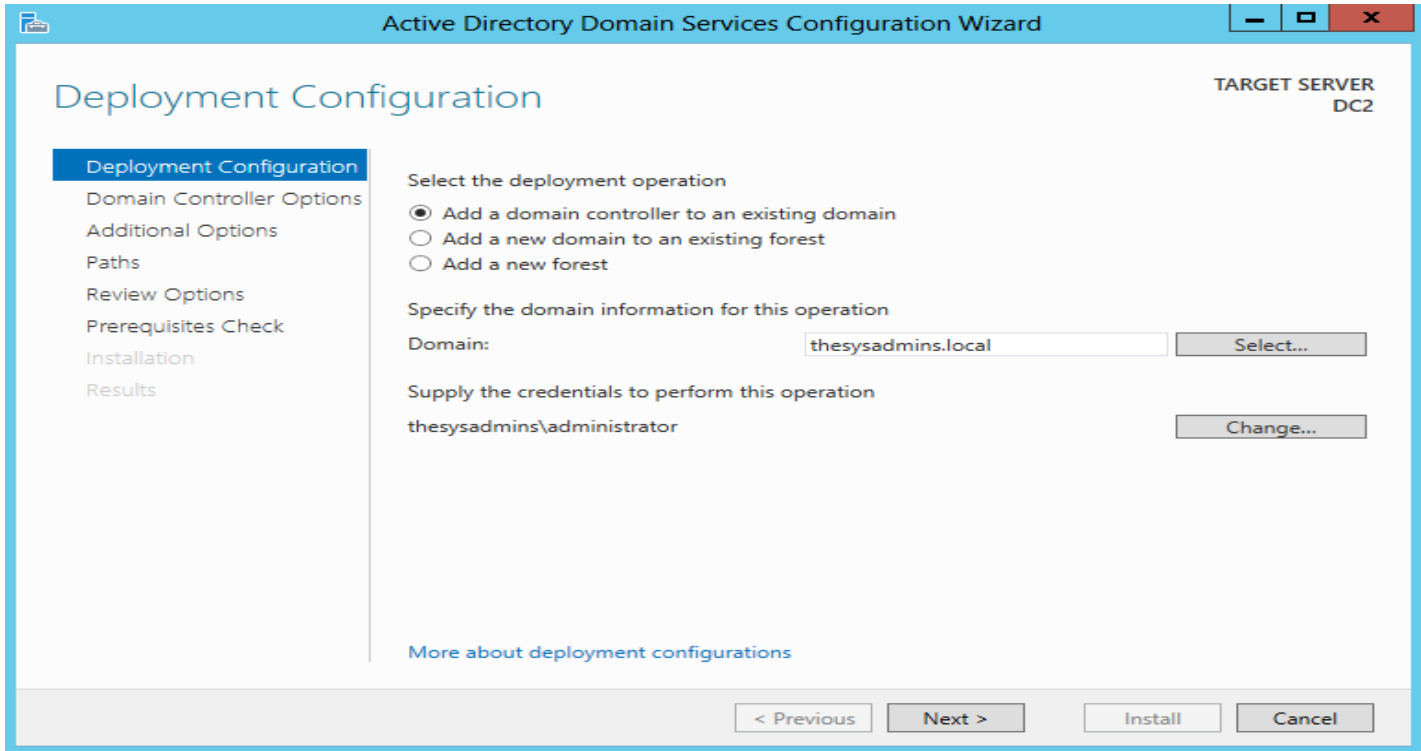 Active Directory Domain Services Configuration Wizard
Deployment Configuration
TARGET SERVER
DC2
Deployment Configuration
Domain Controller Options
Additional Options
Paths
Review Options
Prerequisites Check
Installation
Results
Select the deployment operation
Add a domain controller to an existing domain
Add a new domain to an existing forest
Add a new forest
Specify the domain information for this operation
Domain: thesysadmins.local Select...
Supply the credentials to perform this operation
thesysadmins\administrator Change...
More about deployment configurations
< Previous Next > Install Cancel